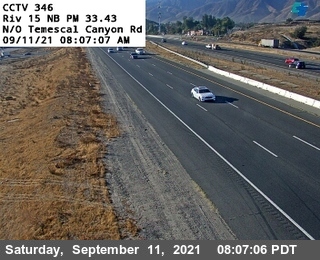 CCTV 346
Riv 15 NB PM 33.43
N/O Temescal Canyon Rd
09/11/21 08:07:07 AM
Saturday, September 11, 2021 08:07:06 PDT